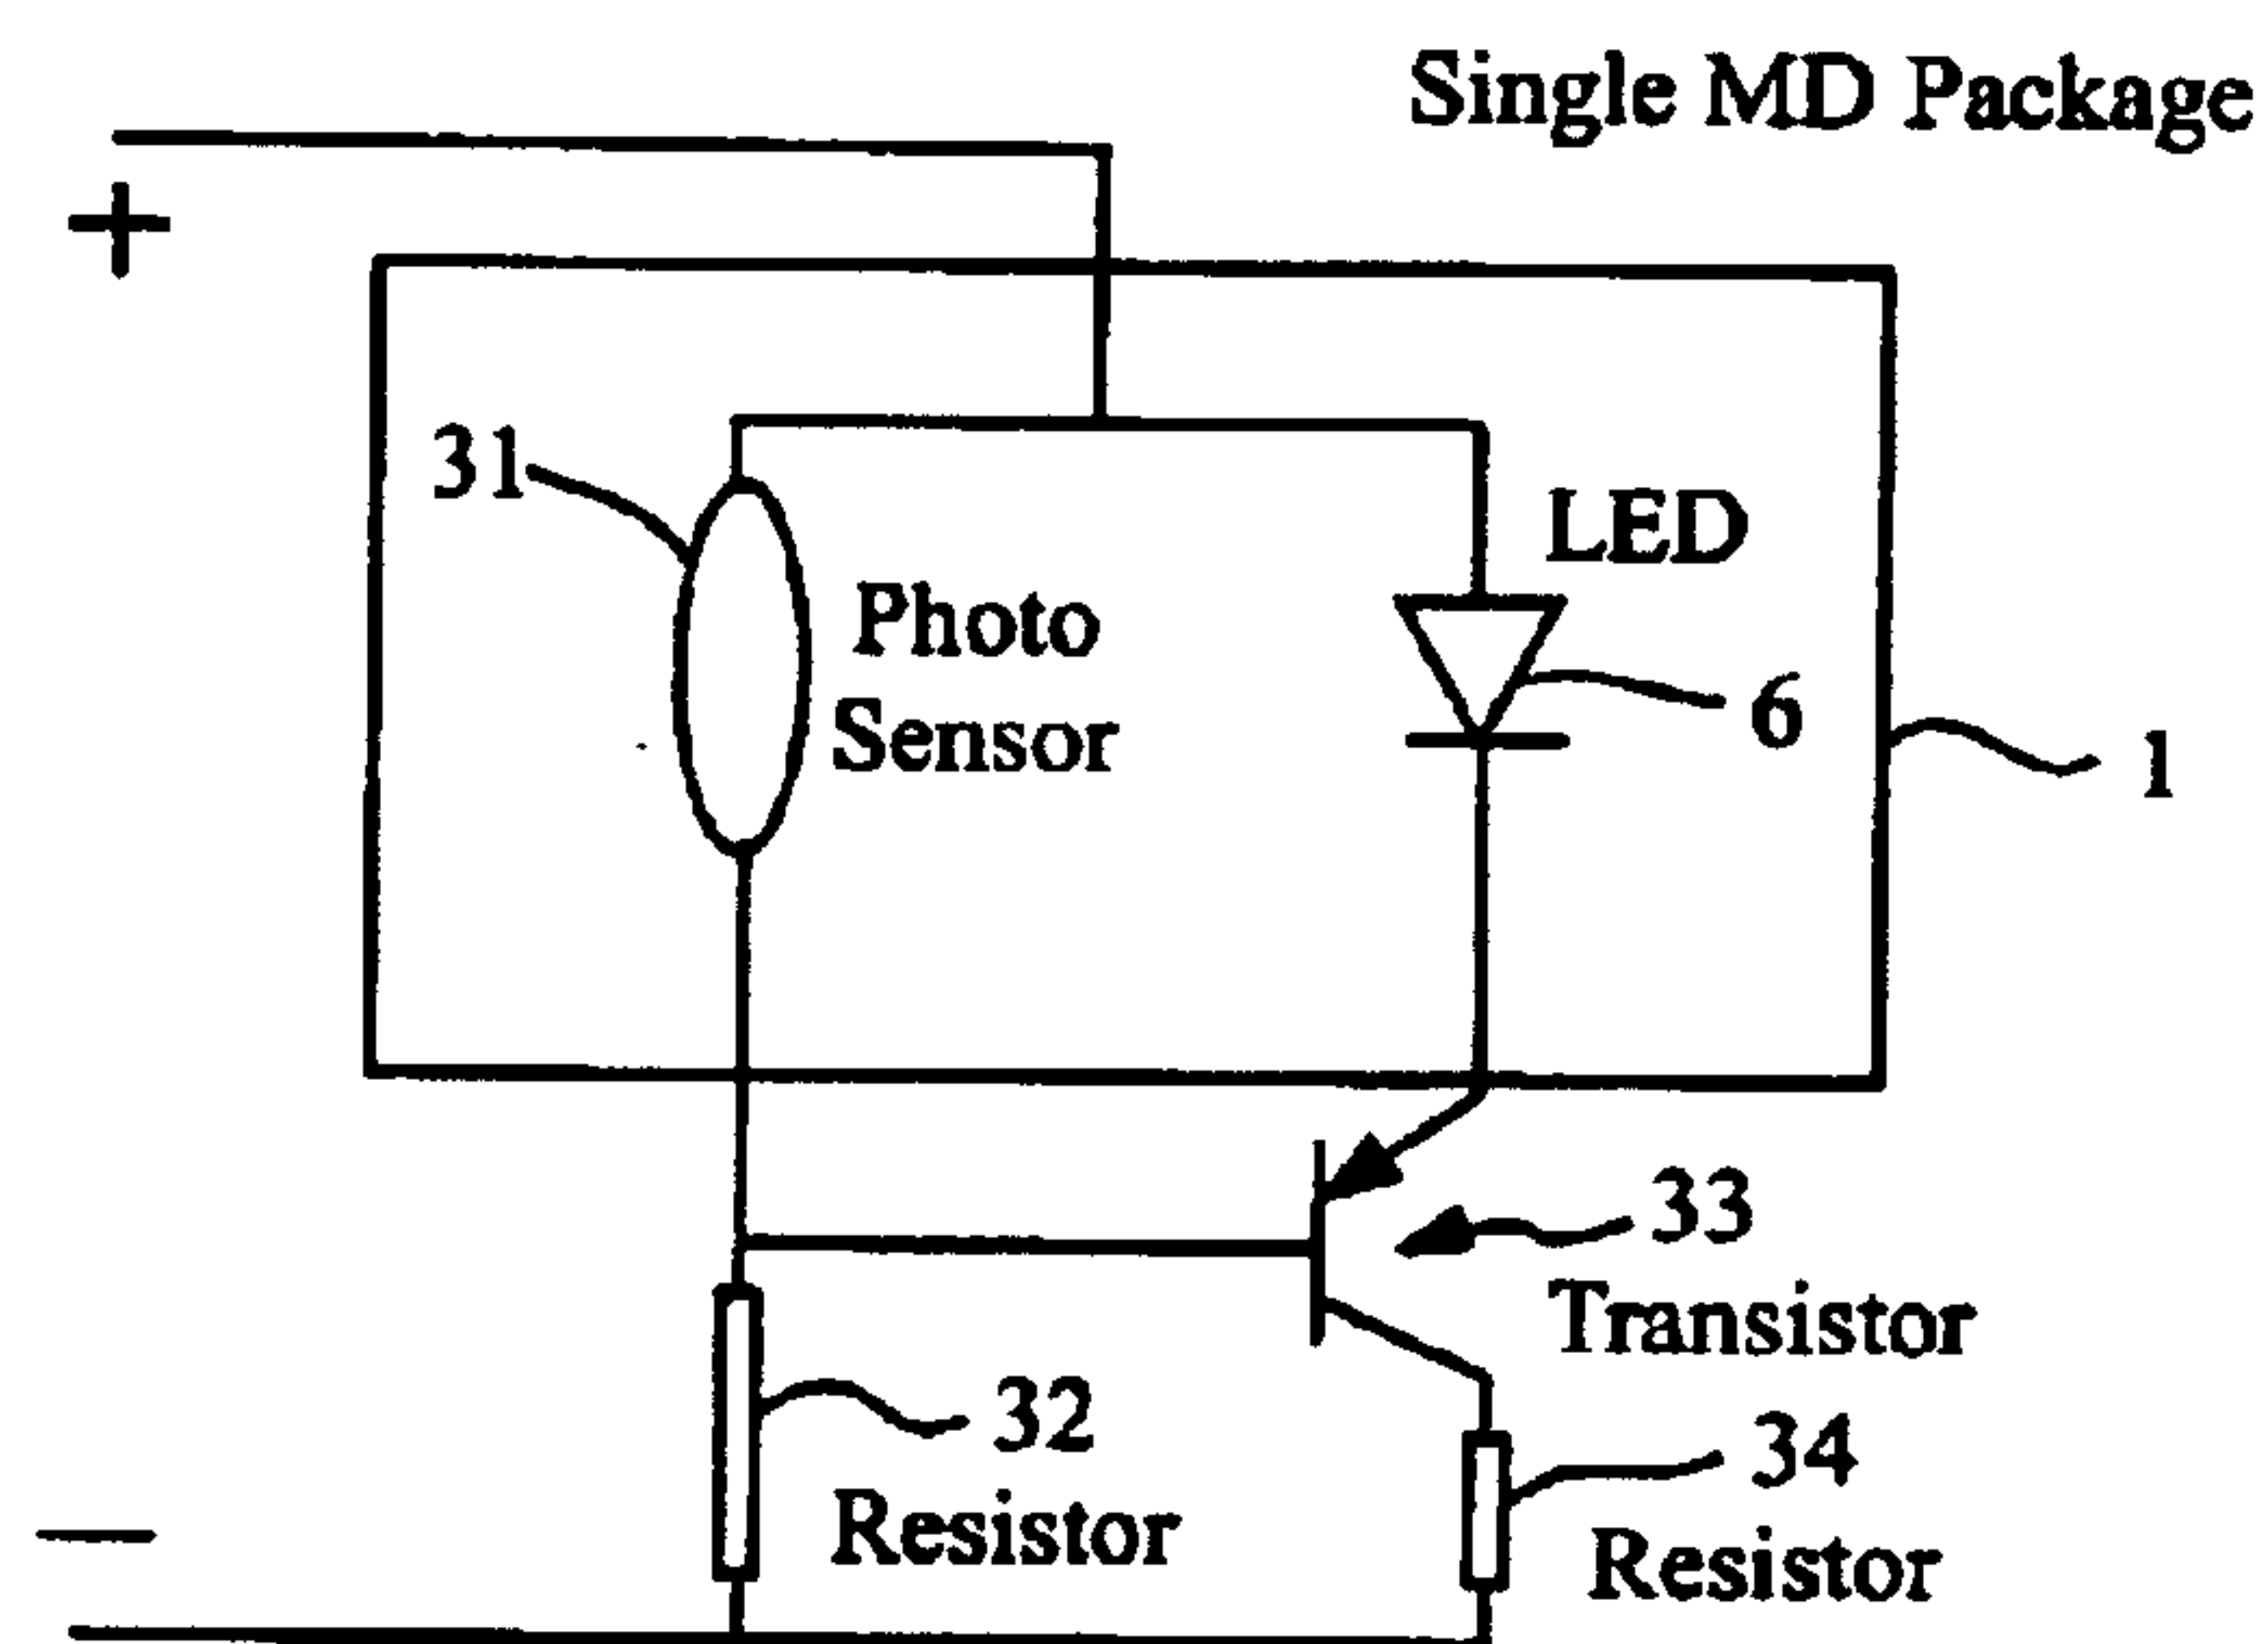 Single MD Package
+
31
LED
Photo
Sensor
6
1
33
Transistor
32
Resistor
34
Resistor
—